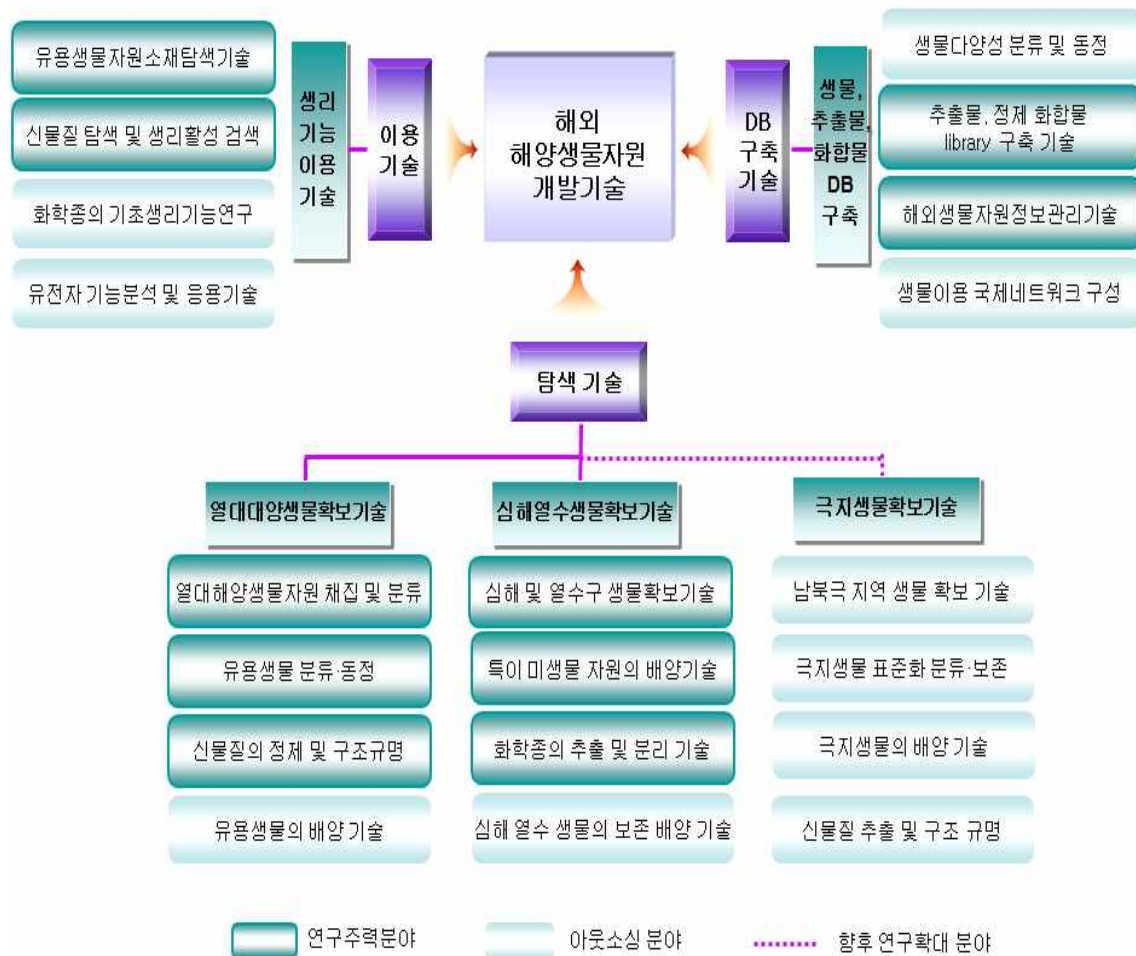 유용생물자원소재탐색기술
신물질 탐색 및 생리활성 검색
화학종의 기초생리기능연구
유전자 기능분석 및 응용기술
생리
기능
이용
기술
이용
기술
해외
해양생물자원
개발기술
DB
구축
기술
생물,
추출물,
화합물
DB
구축
생물다양성 분류 및 동정
추출물, 정제 화합물
library 구축 기술
해외생물자원정보관리기술
생물이용 국제네트워크 구성
탐색 기술
열대대양생물확보기술
열대해양생물자원 채집 및 분류
유용생물 분류·동정
신물질의 정제 및 구조규명
유용생물의 배양 기술
심해열수생물확보기술
심해 및 열수구 생물확보기술
특이 미생물 자원의 배양기술
화학종의 추출 및 분리 기술
심해 열수 생물의 보존 배양 기술
극지생물확보기술
남북극 지역 생물 확보 기술
극지생물 표준화 분류·보존
극지생물의 배양 기술
신물질 추출 및 구조 규명
연구주력분야
아웃소싱 분야
향후 연구확대 분야